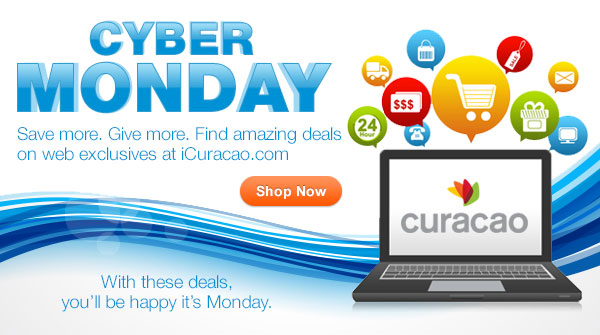 CYBER
MONDAY
Save more. Give more. Find amazing deals
on web exclusives at iCuracao.com
Shop Now
SALE
$$$
24
Hour
curacao
With these deals,
you'll be happy it's Monday.